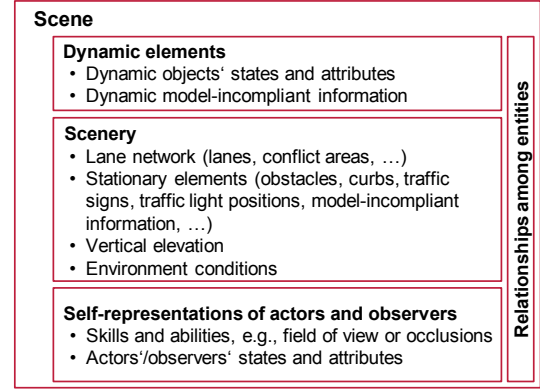 Scene
Dynamic elements
• Dynamic objects‘ states and attributes
• Dynamic model-incompliant information
Scenery
• Lane network (lanes, conflict areas, …)
• Stationary elements (obstacles, curbs, traffic
signs, traffic light positions, model-incompliant
information, …)
• Vertical elevation
• Environment conditions
Self-representations of actors and observers
• Skills and abilities, e.g., field of view or occlusions
• Actors‘/observers‘ states and attributes
Relationships among entities